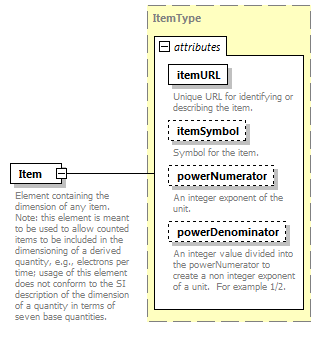 ItemType
attributes
itemURL
Unique URL for identifying or
describing the item.
itemSymbol
Symbol for the item.
powerNumerator
An integer exponent of the
unit.
powerDenominator
An integer value divided into
the powerNumerator to
create a non integer exponent
of a unit.  For example 1/2.
Item
Element containing the
dimension of any item.
Note: this element is meant
to be used to allow counted
items to be included in the
dimensioning of a derived
quantity, e.g., electrons per
time; usage of this element
does not conform to the SI
description of the dimension
of a quantity in terms of
seven base quantities.